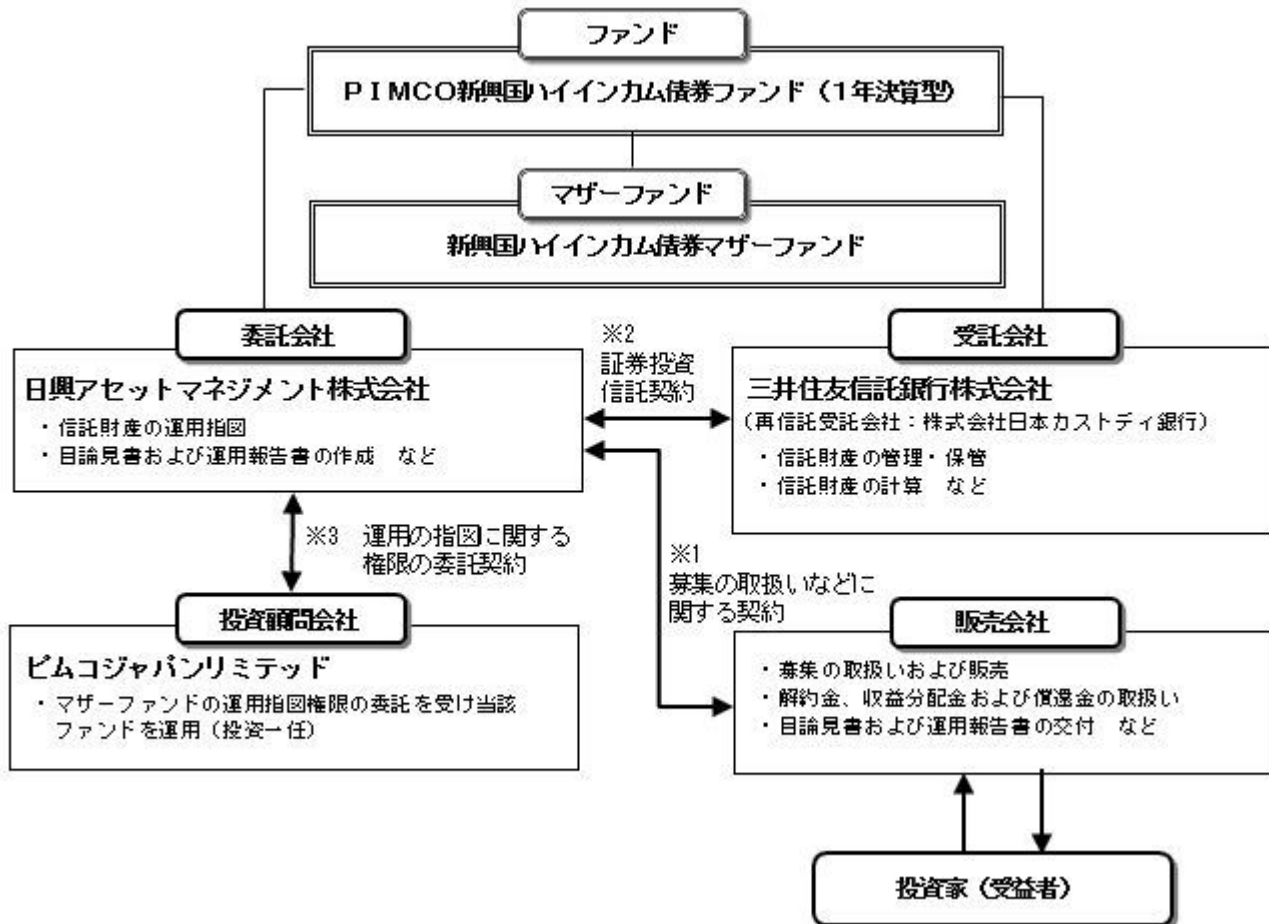 ファンド
PIMCO新興国ハイインカム債券ファンド(1年決算型)
マザーファンド
新興国ハイインカム債券マザーファンド
委託会社
日興アセットマネジメント株式会社
・信託財産の運用指図
・目論見書および運用報告書の作成 など
※2
証券投資
信託契約
受託会社
三井住友信託銀行株式会社
(再信託受託会社:株式会社日本カストディ銀行)
・信託財産の管理・保管
・信託財産の計算 など
※3 運用の指図に関する
権限の委託契約
※1
募集の取扱いなどに
関する契約
投資顧問会社
ピムコジャパンリミテッド
・マザーファンドの運用指図権限の委託を受け当該
ファンドを運用(投資一任)
販売会社
・募集の取扱いおよび販売
・解約金、収益分配金および償還金の取扱い
・目論見書および運用報告書の交付 など
投資家(受益者)